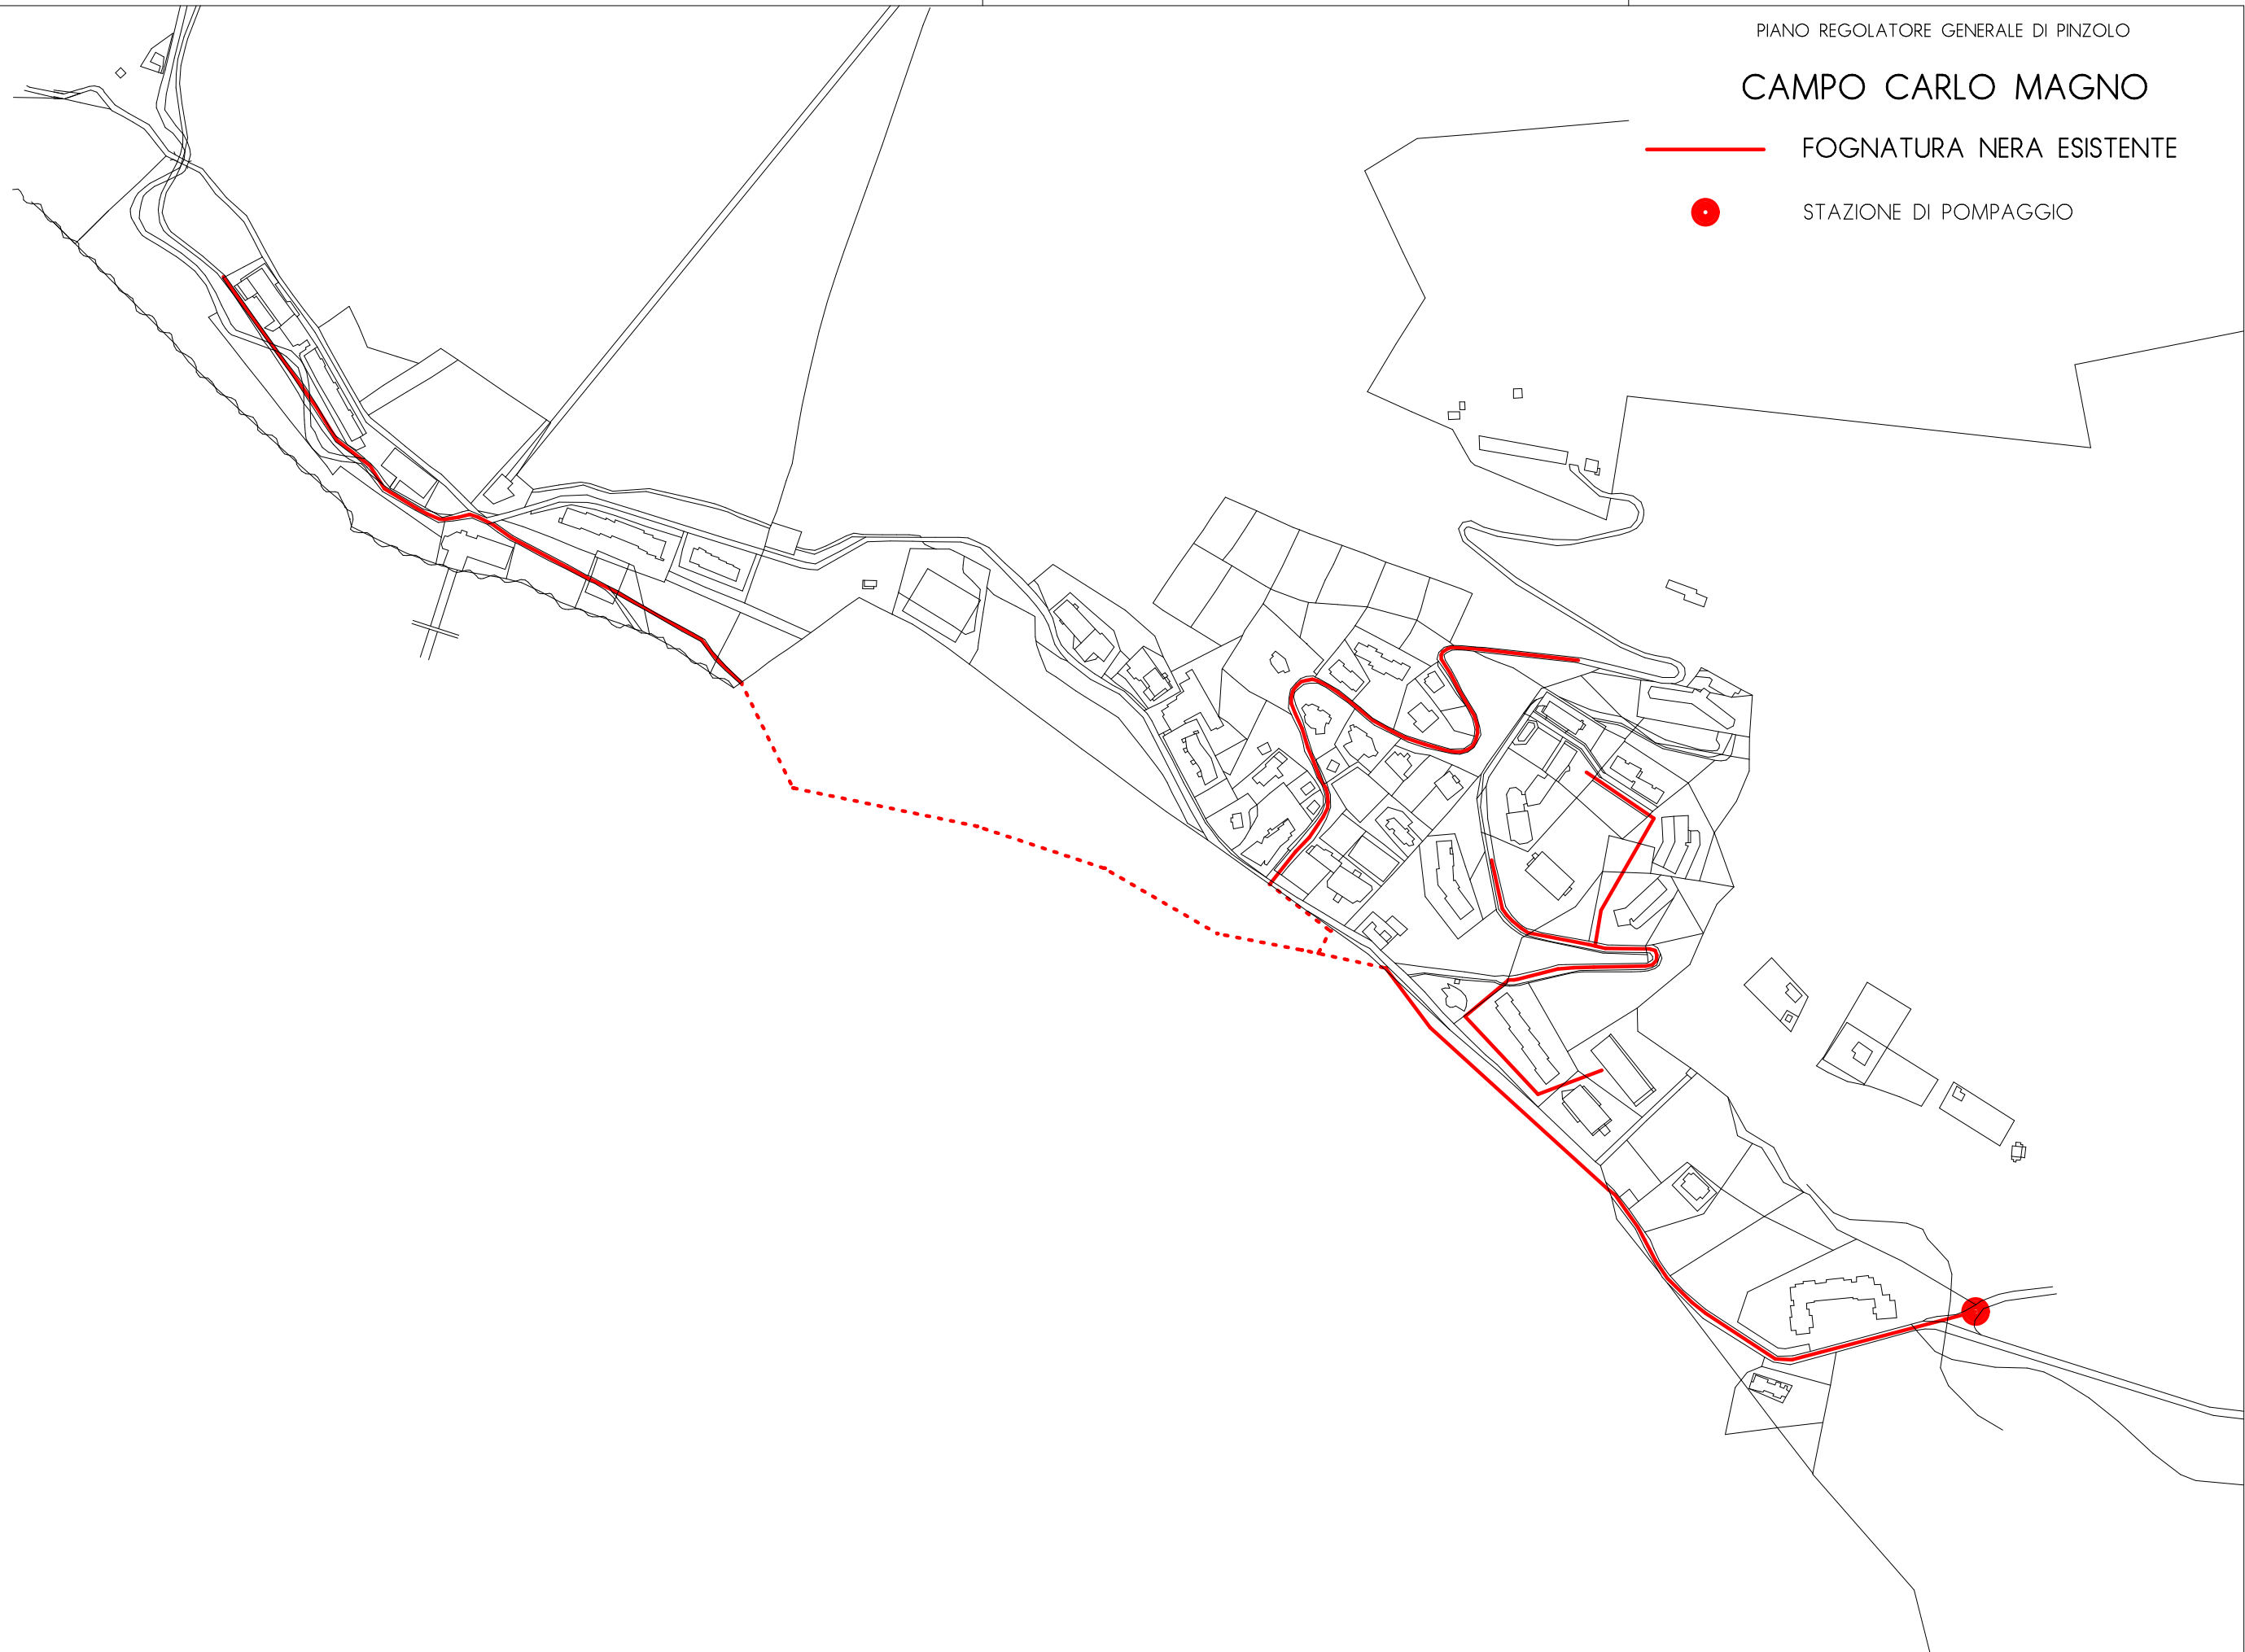 PIANO REGOLATORE GENERALE DI PINZOLO
CAMPO CARLO MAGNO
FOGNATURA NERA ESISTENTE
STAZIONE DI POMPAGGIO